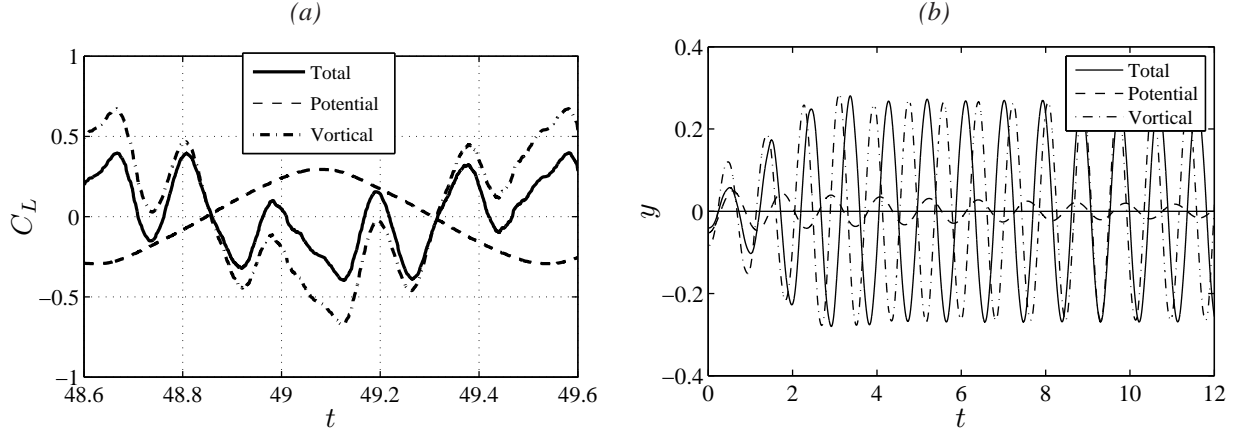 (a)
1
0.5
0
−0.5
−1
C_L
48.6 48.8 49 49.2 49.4 49.6
t
Total
Potential
Vortical
(b)
0.4
0.2
0
−0.2
−0.4
y
0 2 4 6 8 10 12
t
Total
Potential
Vortical